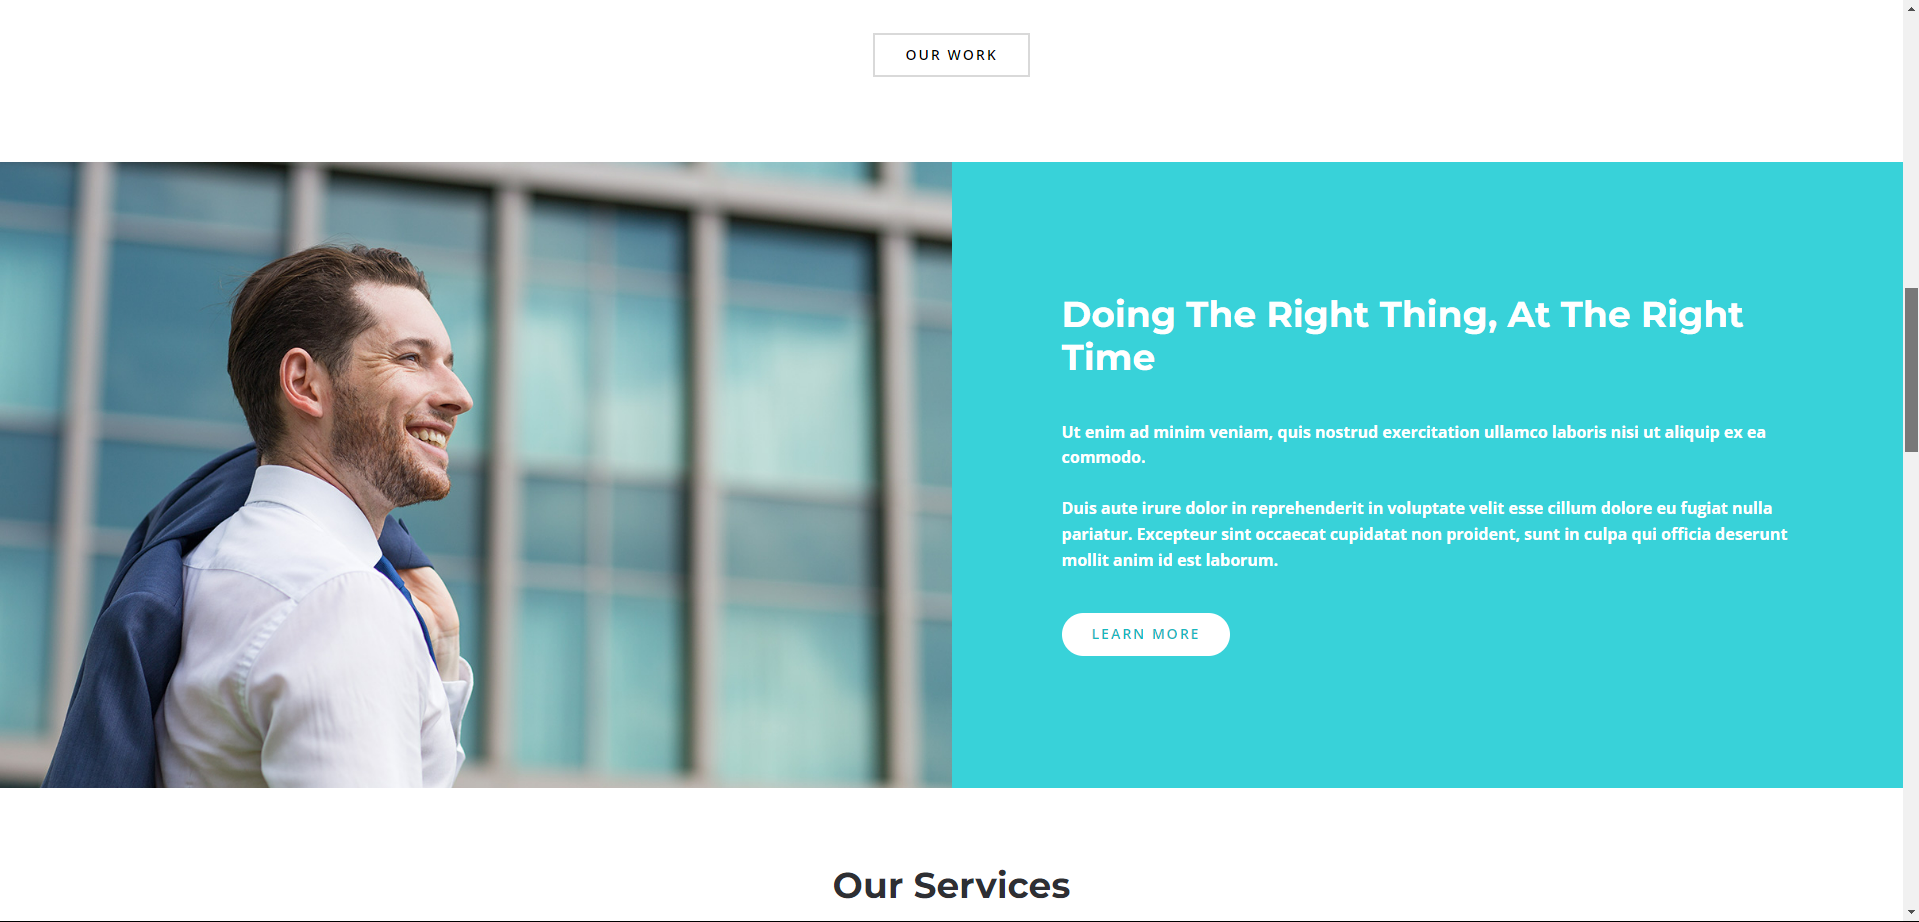 OUR WORK
Doing The Right Thing, At The Right
Time
Ut enim ad minim veniam, quis nostrud exercitation ullamco laboris nisi ut aliquip ex ea
commodo.
Duis aute irure dolor in reprehenderit in voluptate velit esse cillum dolore eu fugiat nulla
pariatur. Excepteur sint occaecat cupidatat non proident, sunt in culpa qui officia deserunt
mollit anim id est laborum.
LEARN MORE
Our Services